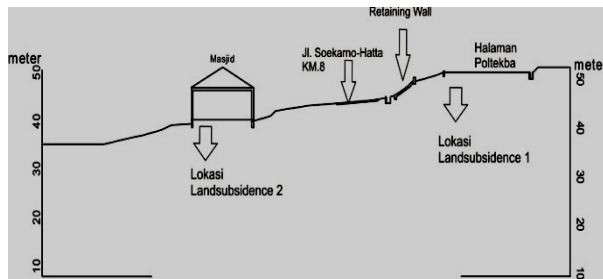 Retaining Wall
Jl. Soekarno-Hatta
KM.8
Halaman
Poltekba
Masjid
meter
50
40
30
20
10
mete
50
40
30
20
10
Lokasi
Landsubsidence 1
Lokasi
Landsubsidence 2